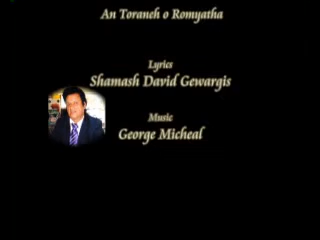 An Toraneh o Romyatha
Lyrics
Shamash David Gewargis
Music
George Micheal